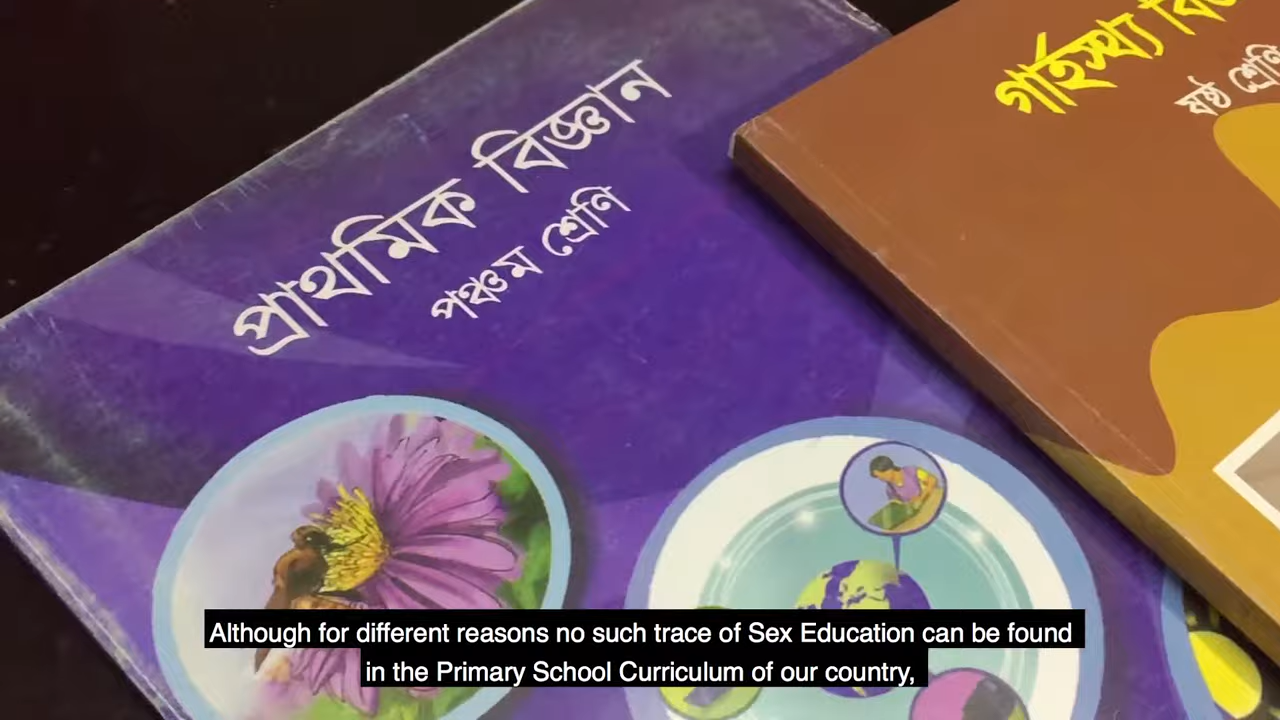 প্রাথমিক বিজ্ঞান
পঞ্চম শ্রেণি
গার্হস্থ্য
ষষ্ঠ শ্রেণি
Although for different reasons no such trace of Sex Education can be found
in the Primary School Curriculum of our country,